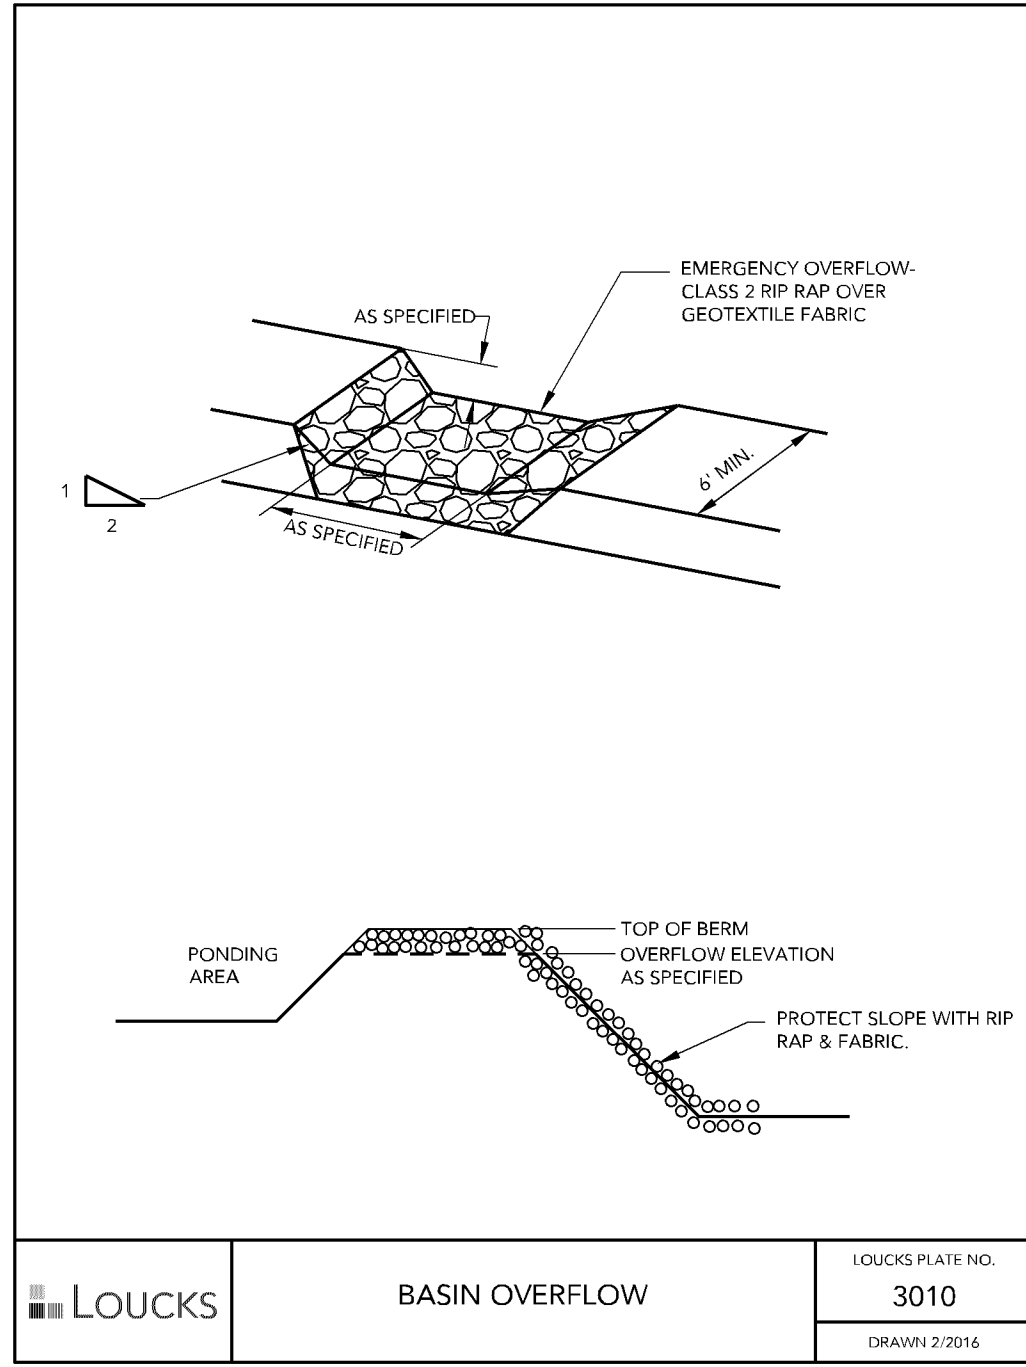 EMERGENCY OVERFLOW-
CLASS 2 RIP RAP OVER
GEOTEXTILE FABRIC
AS SPECIFIED
6' MIN.
1
2
AS SPECIFIED
TOP OF BERM
PONDING
AREA
OVERFLOW ELEVATION
AS SPECIFIED
PROTECT SLOPE WITH RIP
RAP & FABRIC.
LOUCKS
BASIN OVERFLOW
LOUCKS PLATE NO.
3010
DRAWN 2/2016